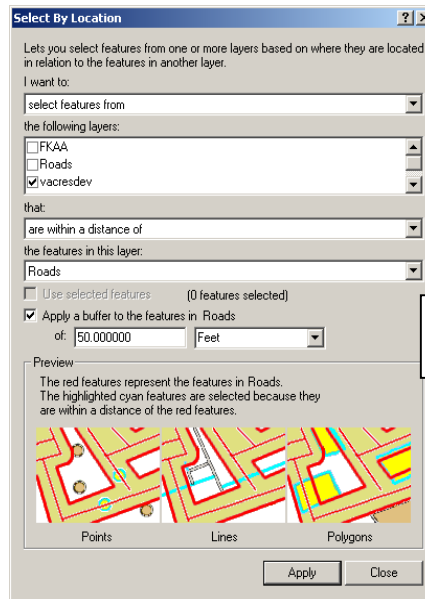 Select By Location
Lets you select features from one or more layers based on where they are located
in relation to the features in another layer.
I want to:
select features from
the following layers:
FKAA
Roads
vacresdev
that:
are within a distance of
the features in this layer:
Roads
Use selected features (0 features selected)
Apply a buffer to the features in Roads
of: 50.000000 Feet
Preview
The red features represent the features in Roads.
The highlighted cyan features are selected because they
are within a distance of the red features.
Points Lines Polygons
Apply Close